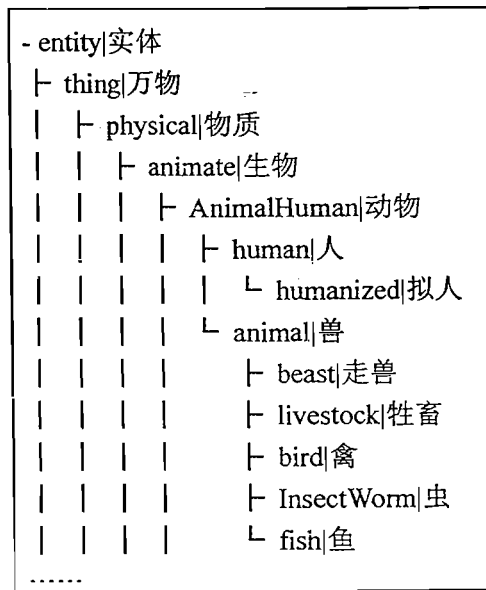 - entity|实体
├ thing|万物
│ ├ physical|物质
│ │ ├ animate|生物
│ │ │ ├ AnimalHuman|动物
│ │ │ │ ├ human|人
│ │ │ │ │ └ humanized|拟人
│ │ │ │ └ animal|兽
│ │ │ │ ├ beast|走兽
│ │ │ │ ├ livestock|牲畜
│ │ │ │ ├ bird|禽
│ │ │ │ ├ InsectWorm|虫
│ │ │ │ └ fish|鱼
......